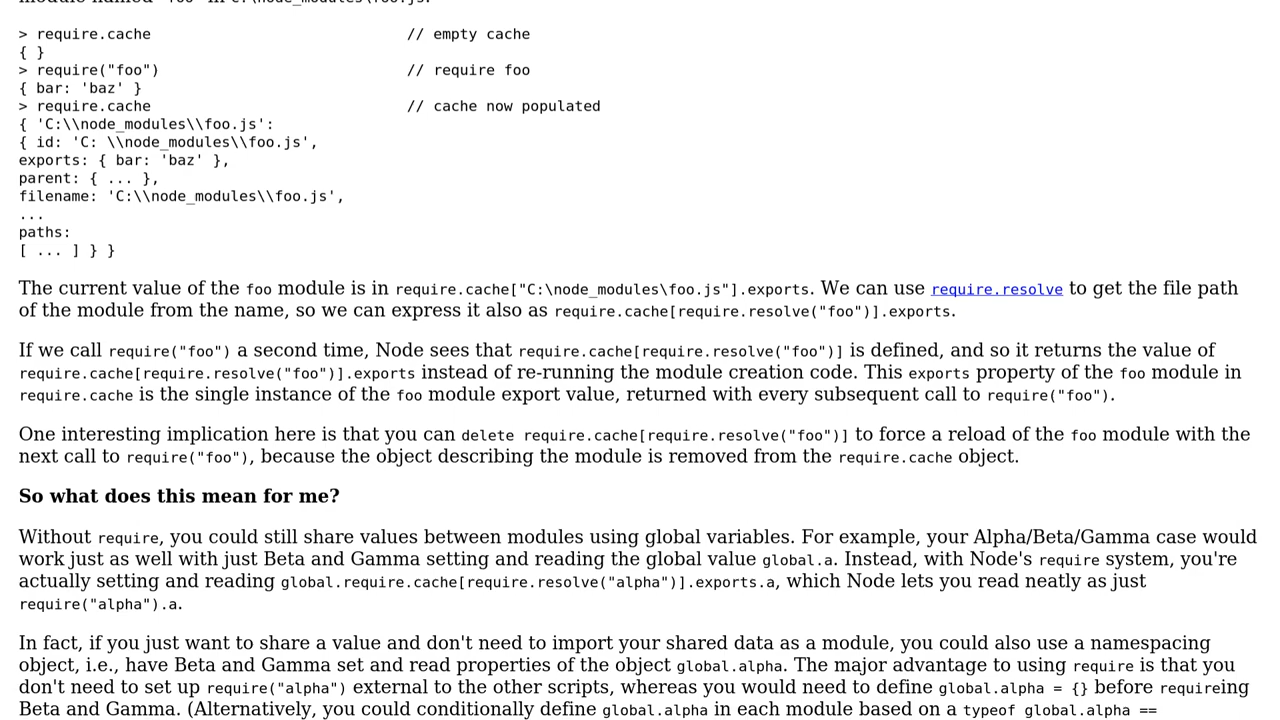 module named "foo" in C:\node_modules\foo.js.
> require.cache // empty cache
{ }
> require("foo") // require foo
{ bar: 'baz' }
> require.cache // cache now populated
{ 'C:\\node_modules\\foo.js':
{ id: 'C: \\node_modules\\foo.js',
exports: { bar: 'baz' },
parent: { ... },
filename: 'C:\\node_modules\\foo.js',
...
paths:
[ ... ] } }
The current value of the foo module is in require.cache["C:\node_modules\foo.js"].exports. We can use require.resolve to get the file path
of the module from the name, so we can express it also as require.cache[require.resolve("foo")].exports.
If we call require("foo") a second time, Node sees that require.cache[require.resolve("foo")] is defined, and so it returns the value of
require.cache[require.resolve("foo")].exports instead of re-running the module creation code. This exports property of the foo module in
require.cache is the single instance of the foo module export value, returned with every subsequent call to require("foo").
One interesting implication here is that you can delete require.cache[require.resolve("foo")] to force a reload of the foo module with the
next call to require("foo"), because the object describing the module is removed from the require.cache object.
So what does this mean for me?
Without require, you could still share values between modules using global variables. For example, your Alpha/Beta/Gamma case would
work just as well with just Beta and Gamma setting and reading the global value global.a. Instead, with Node's require system, you're
actually setting and reading global.require.cache[require.resolve("alpha")].exports.a, which Node lets you read neatly as just
require("alpha").a.
In fact, if you just want to share a value and don't need to import your shared data as a module, you could also use a namespacing
object, i.e., have Beta and Gamma set and read properties of the object global.alpha. The major advantage to using require is that you
don't need to set up require("alpha") external to the other scripts, whereas you would need to define global.alpha = {} before requireing
Beta and Gamma. (Alternatively, you could conditionally define global.alpha in each module based on a typeof global.alpha ==